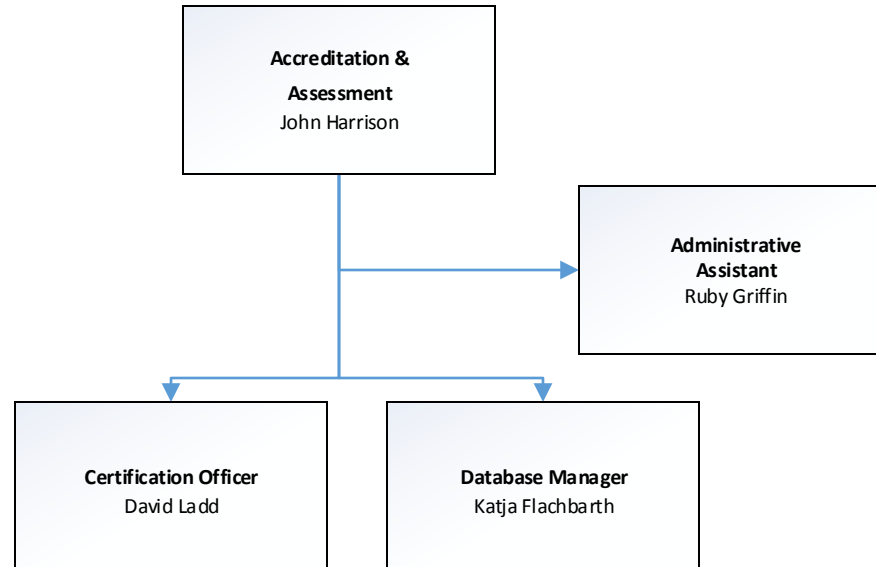 Accreditation &
Assessment
John Harrison
Administrative
Assistant
Ruby Griffin
Certification Officer
David Ladd
Database Manager
Katja Flachbarth